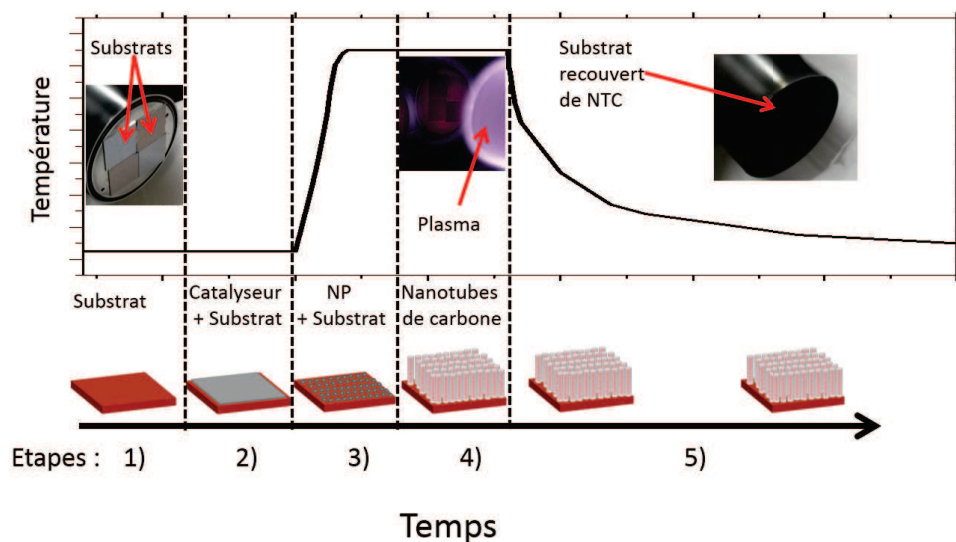 Température
Substrats
Plasma
Substrat
recouvert
de NTC
Substrat
Catalyseur
+ Substrat
NP
+ Substrat
Nanotubes
de carbone
Etapes : 1) 2) 3) 4) 5)
Temps